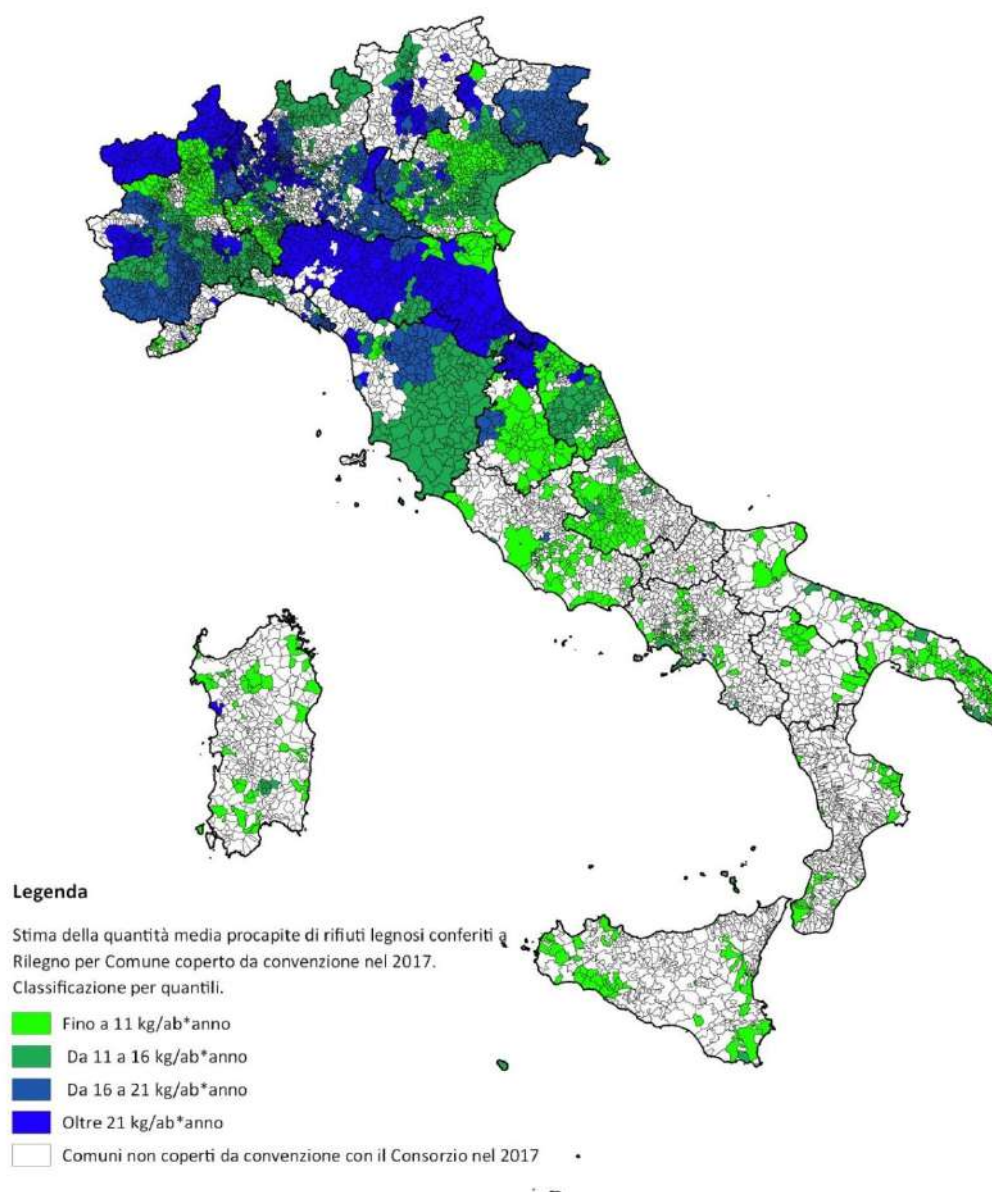 Legenda
Stima della quantità media procapite di rifiuti legnosi conferiti a
Rilegno per Comune coperto da convenzione nel 2017.
Classificazione per quantili.
Fino a 11 kg/ab*anno
Da 11 a 16 kg/ab*anno
Da 16 a 21 kg/ab*anno
Oltre 21 kg/ab*anno
Comuni non coperti da convenzione con il Consorzio nel 2017